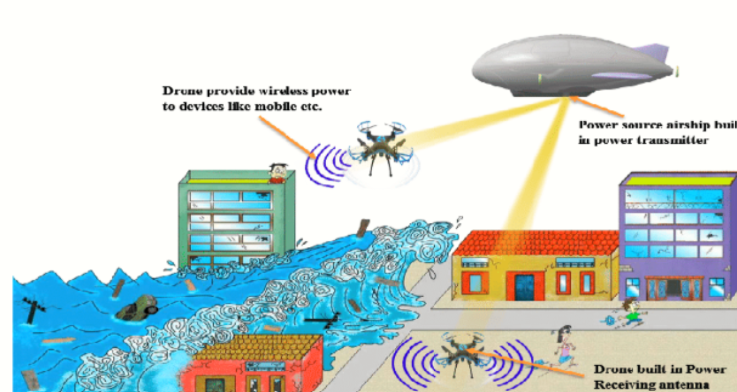 Drone provide wireless power
to devices like mobile etc.
Power source airship buil
in power transmitter
Drone built in Power
Receiving antenna